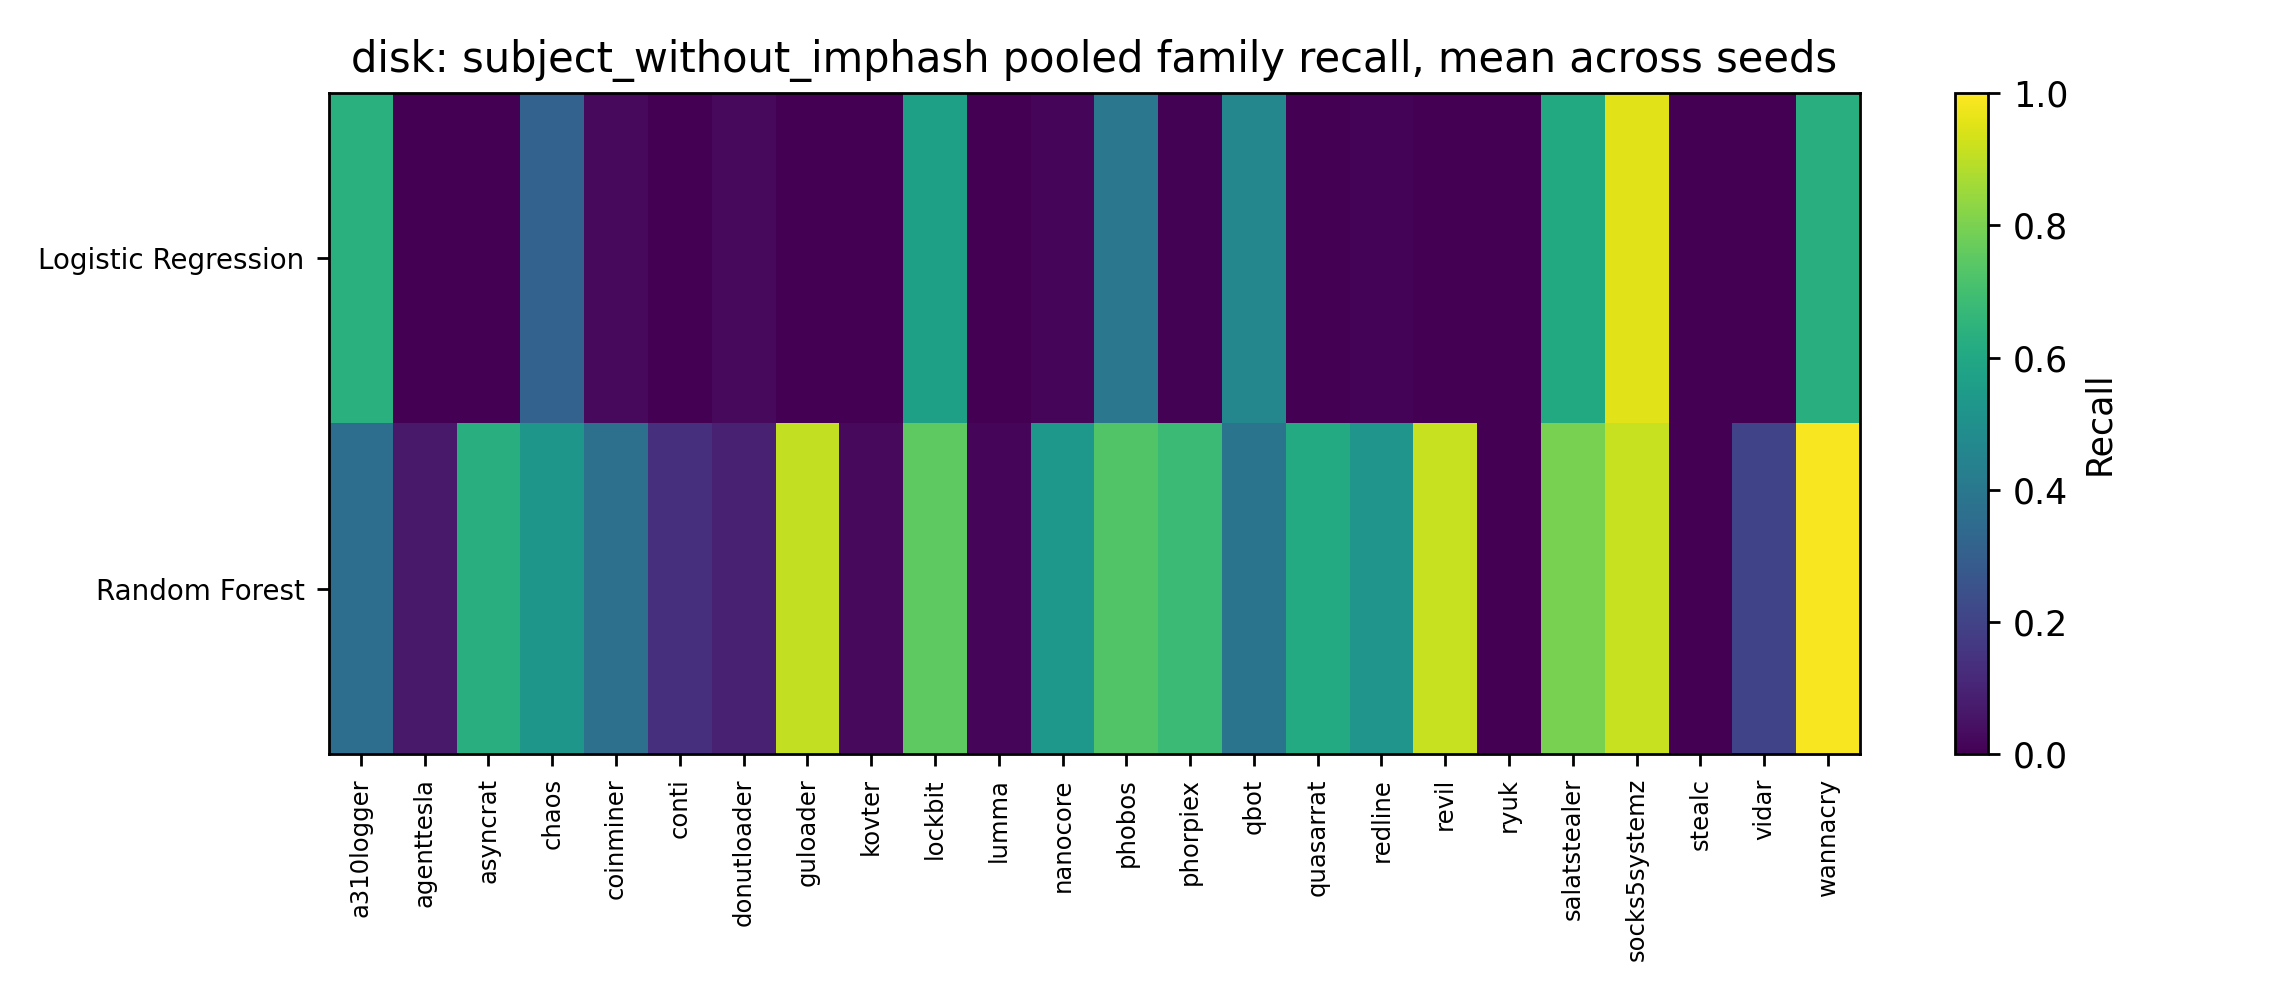 disk: subject_without_imphash pooled family recall, mean across seeds
Logistic Regression
Random Forest
a310logger
agenttesla
asyncrat
chaos
coinminer
conti
donutloader
guloader
kovter
lockbit
lumma
nanocore
phobos
phorpiex
qbot
quasarrat
redline
revil
ryuk
salatstealer
socks5systemz
stealc
vidar
wannacry
1.0
0.8
0.6
0.4
0.2
0.0
Recall